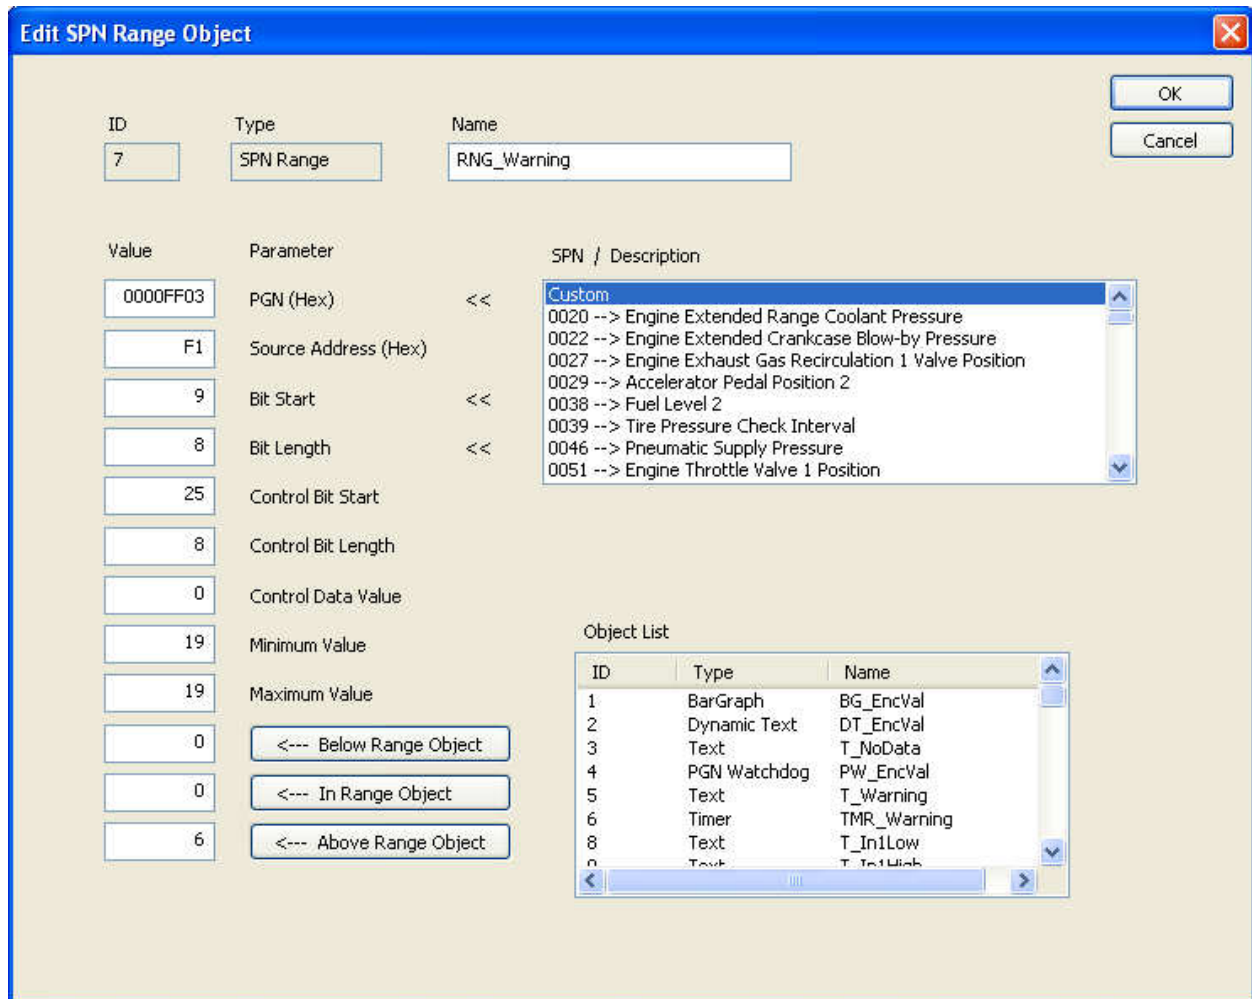 Edit SPN Range Object
OK
Cancel
ID Type Name
7 SPN Range RNG_Warning
Value Parameter SPN / Description
0000FF03 PGN (Hex) <<
F1 Source Address (Hex)
9 Bit Start <<
8 Bit Length <<
25 Control Bit Start
8 Control Bit Length
0 Control Data Value
19 Minimum Value
19 Maximum Value
0 <--- Below Range Object
0 <--- In Range Object
6 <--- Above Range Object
Custom
0020 --> Engine Extended Range Coolant Pressure
0022 --> Engine Extended Crankcase Blow-by Pressure
0027 --> Engine Exhaust Gas Recirculation 1 Valve Position
0029 --> Accelerator Pedal Position 2
0038 --> Fuel Level 2
0039 --> Tire Pressure Check Interval
0046 --> Pneumatic Supply Pressure
0051 --> Engine Throttle Valve 1 Position
Object List
ID Type Name
1 BarGraph BG_EncVal
2 Dynamic Text DT_EncVal
3 Text T_NoData
4 PGN Watchdog PW_EncVal
5 Text T_Warning
6 Timer TMR_Warning
8 Text T_In1Low
9 Text T_In1High